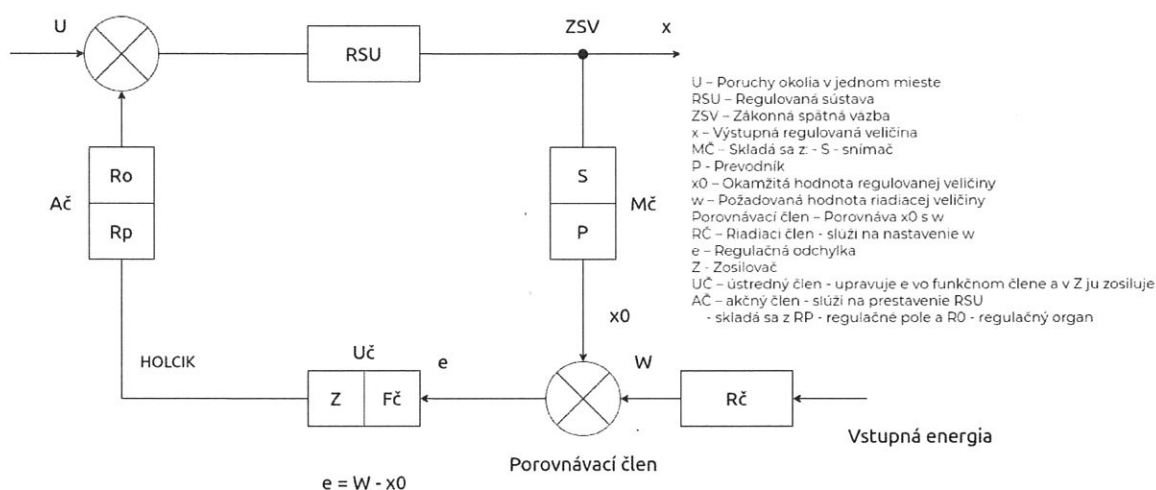 U
RSU
ZSV
x
U – Poruchy okolia v jednom mieste
RSU – Regulovaná sústava
ZSV – Zákonná spätná väzba
x – Výstupná regulovaná veličina
MČ – Skladá sa z: - S - snímač
P - Prevodník
x0 – Okamžitá hodnota regulovanej veličiny
w – Požadovaná hodnota riadiacej veličiny
Porovnávací člen – Porovnáva x0 s w
RČ – Riadiaci člen - slúži na nastavenie w
e – Regulačná odchylka
Z - Zosilovač
UČ – ústredný člen - upravuje e vo funkčnom člene a v Z ju zosiluje
AČ – akčný člen - slúži na prestavenie RSU
- skladá sa z RP - regulačné pole a R0 - regulačný organ
Ro
Ač
Rp
S
Mč
P
x0
HOLCIK
Uč
e
W
Z
Fč
Rč
Vstupná energia
Porovnávací člen
e = W - x0